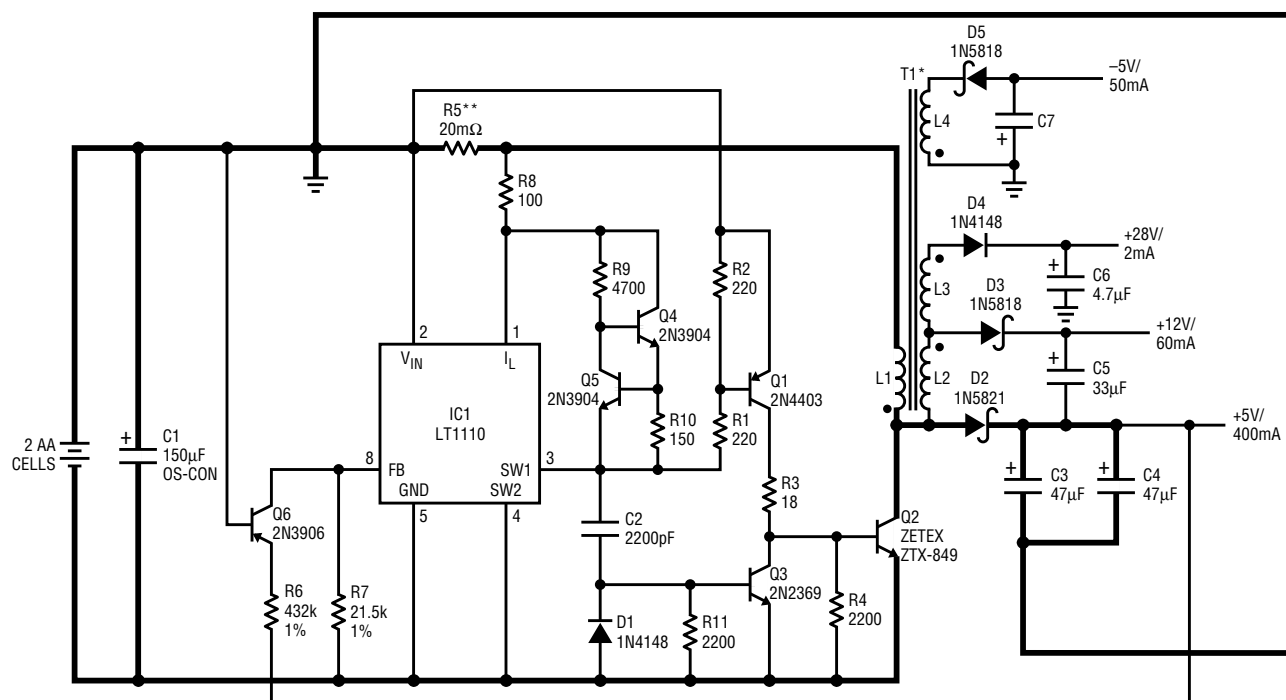 D5
1N5818
–5V/
50mA
T1*
L4
C7
+
R5**
20mΩ
R8
100
D4
1N4148
+28V/
2mA
+
C6
4.7µF
L3
D3
1N5818
+12V/
60mA
+
C5
33µF
R9
4700
R2
220
Q4
2N3904
2
1
VIN
IL
Q5
2N3904
Q1
2N4403
L1
L2
D2
1N5821
+5V/
400mA
IC1
LT1110
R10
150
R1
220
2 AA
CELLS
+
C1
150µF
OS-CON
8
FB
SW1
3
GND
SW2
5
4
R3
18
+
C3
47µF
+
C4
47µF
Q6
2N3906
C2
2200pF
Q2
ZETEX
ZTX-849
Q3
2N2369
R6
432k
1%
R7
21.5k
1%
D1
1N4148
R11
2200
R4
2200